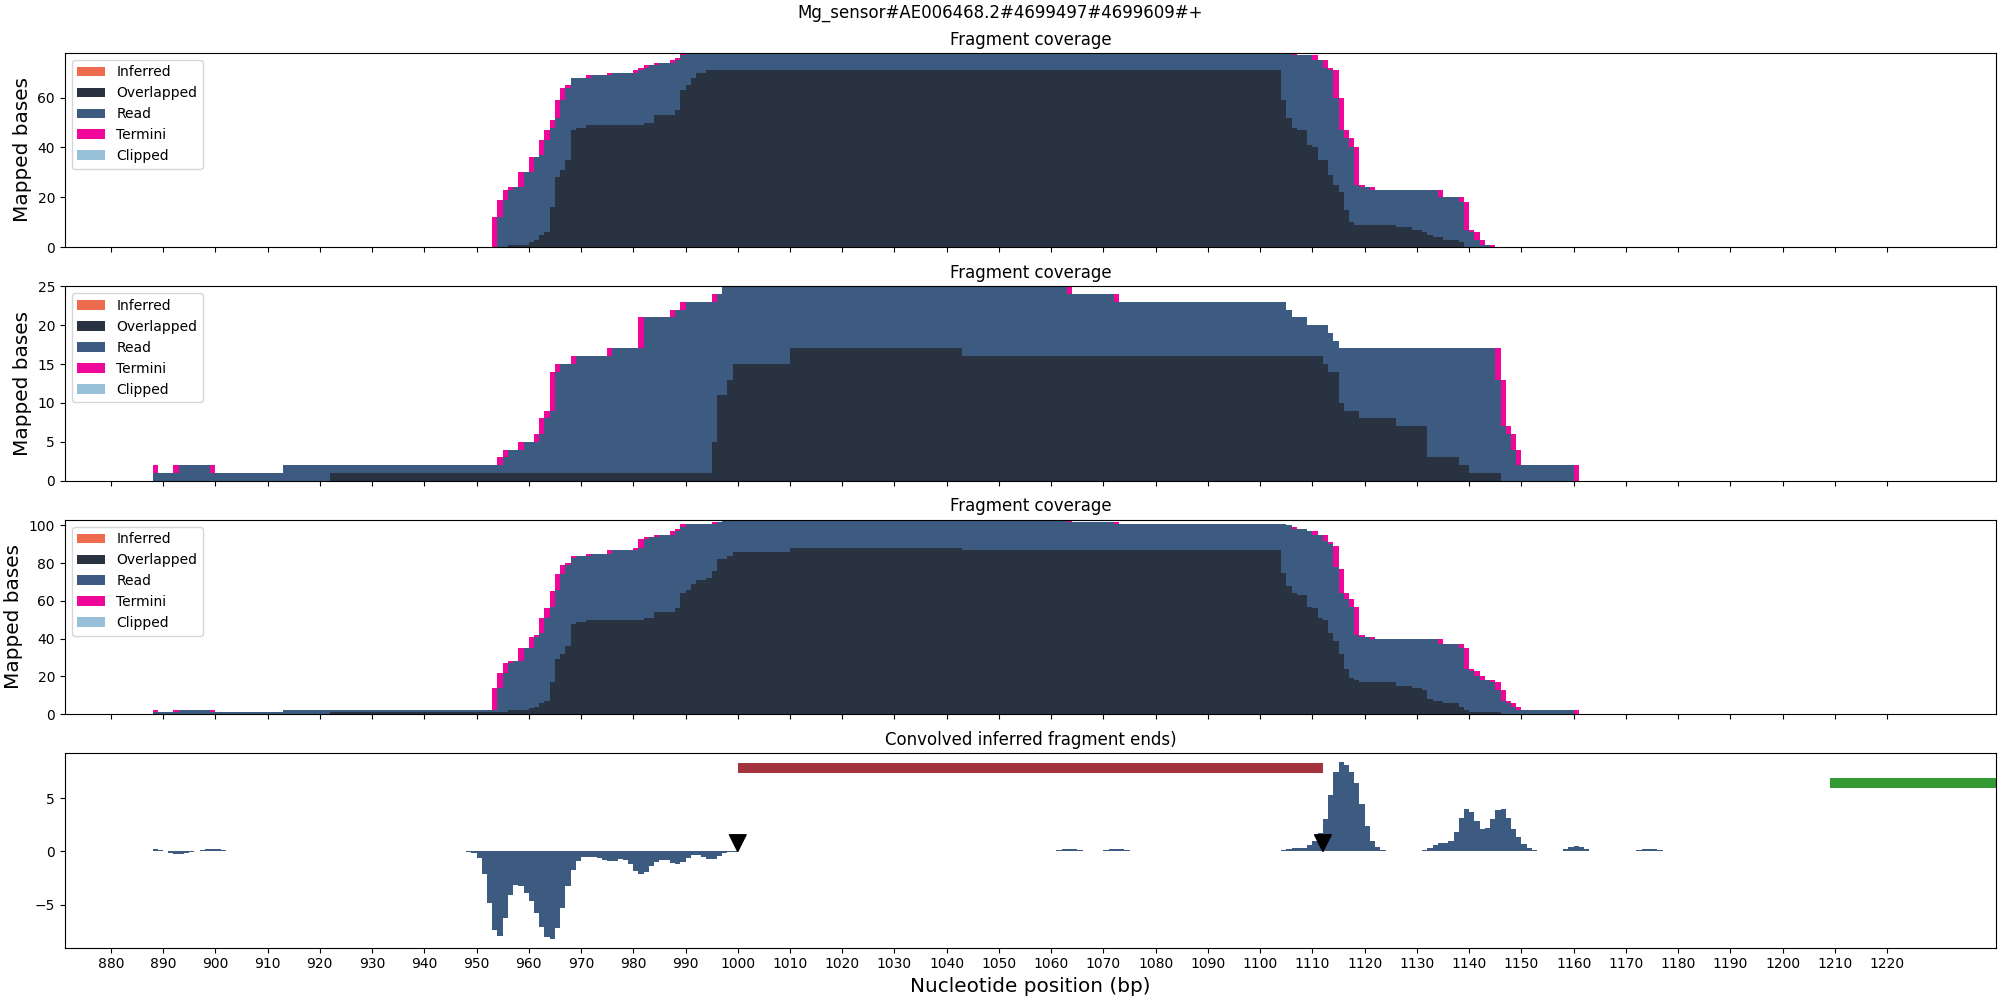 Mg_sensor#AE006468.2#4699497#4699609#+
Fragment coverage
Mapped bases
60
40
20
0
Inferred
Overlapped
Read
Termini
Clipped
Fragment coverage
Mapped bases
25
20
15
10
5
0
Inferred
Overlapped
Read
Termini
Clipped
Fragment coverage
Mapped bases
100
80
60
40
20
0
Inferred
Overlapped
Read
Termini
Clipped
Convolved inferred fragment ends)
5
0
−5
880 890 900 910 920 930 940 950 960 970 980 990 1000 1010 1020 1030 1040 1050 1060 1070 1080 1090 1100 1110 1120 1130 1140 1150 1160 1170 1180 1190 1200 1210 1220
Nucleotide position (bp)